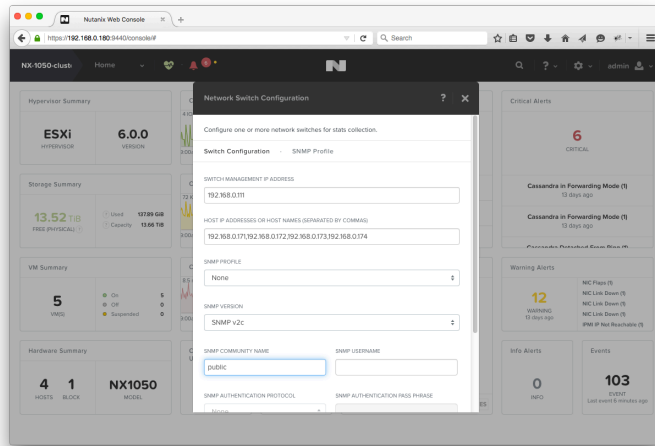 Nutanix Web Console
https://192.168.0.180:9440/console/#
Search
NX-1050-clust
Home
6
?
admin
Hypervisor Summary
ESXi
HYPERVISOR
6.0.0
VERSION
Critical Alerts
6
CRITICAL
Network Switch Configuration
?
Configure one or more network switches for stats collection.
Switch Configuration · SNMP Profile
SWITCH MANAGEMENT IP ADDRESS
192.168.0.111
HOST IP ADDRESSES OR HOST NAMES (SEPARATED BY COMMAS)
192.168.0.171,192.168.0.172,192.168.0.173,192.168.0.174
SNMP PROFILE
None
SNMP VERSION
SNMP v2c
SNMP COMMUNITY NAME
SNMP USERNAME
public
SNMP AUTHENTICATION PROTOCOL
SNMP AUTHENTICATION PASS PHRASE
None
Storage Summary
13.52 TiB
FREE (PHYSICAL)
Used 137.89 GiB
Capacity 13.66 TiB
Cassandra in Forwarding Mode (1)
13 days ago
Cassandra in Forwarding Mode (1)
13 days ago
Cassandra Detached From Ring (1)
VM Summary
5
VM(S)
On 5
Off 0
Suspended 0
Warning Alerts
12
WARNING
13 days ago
NIC Flaps (1)
NIC Link Down (1)
NIC Link Down (1)
NIC Link Down (1)
IPMI IP Not Reachable (1)
Hardware Summary
4
HOSTS
1
BLOCK
NX1050
MODEL
Info Alerts
0
INFO
Events
103
EVENT
Last event 6 minutes ago